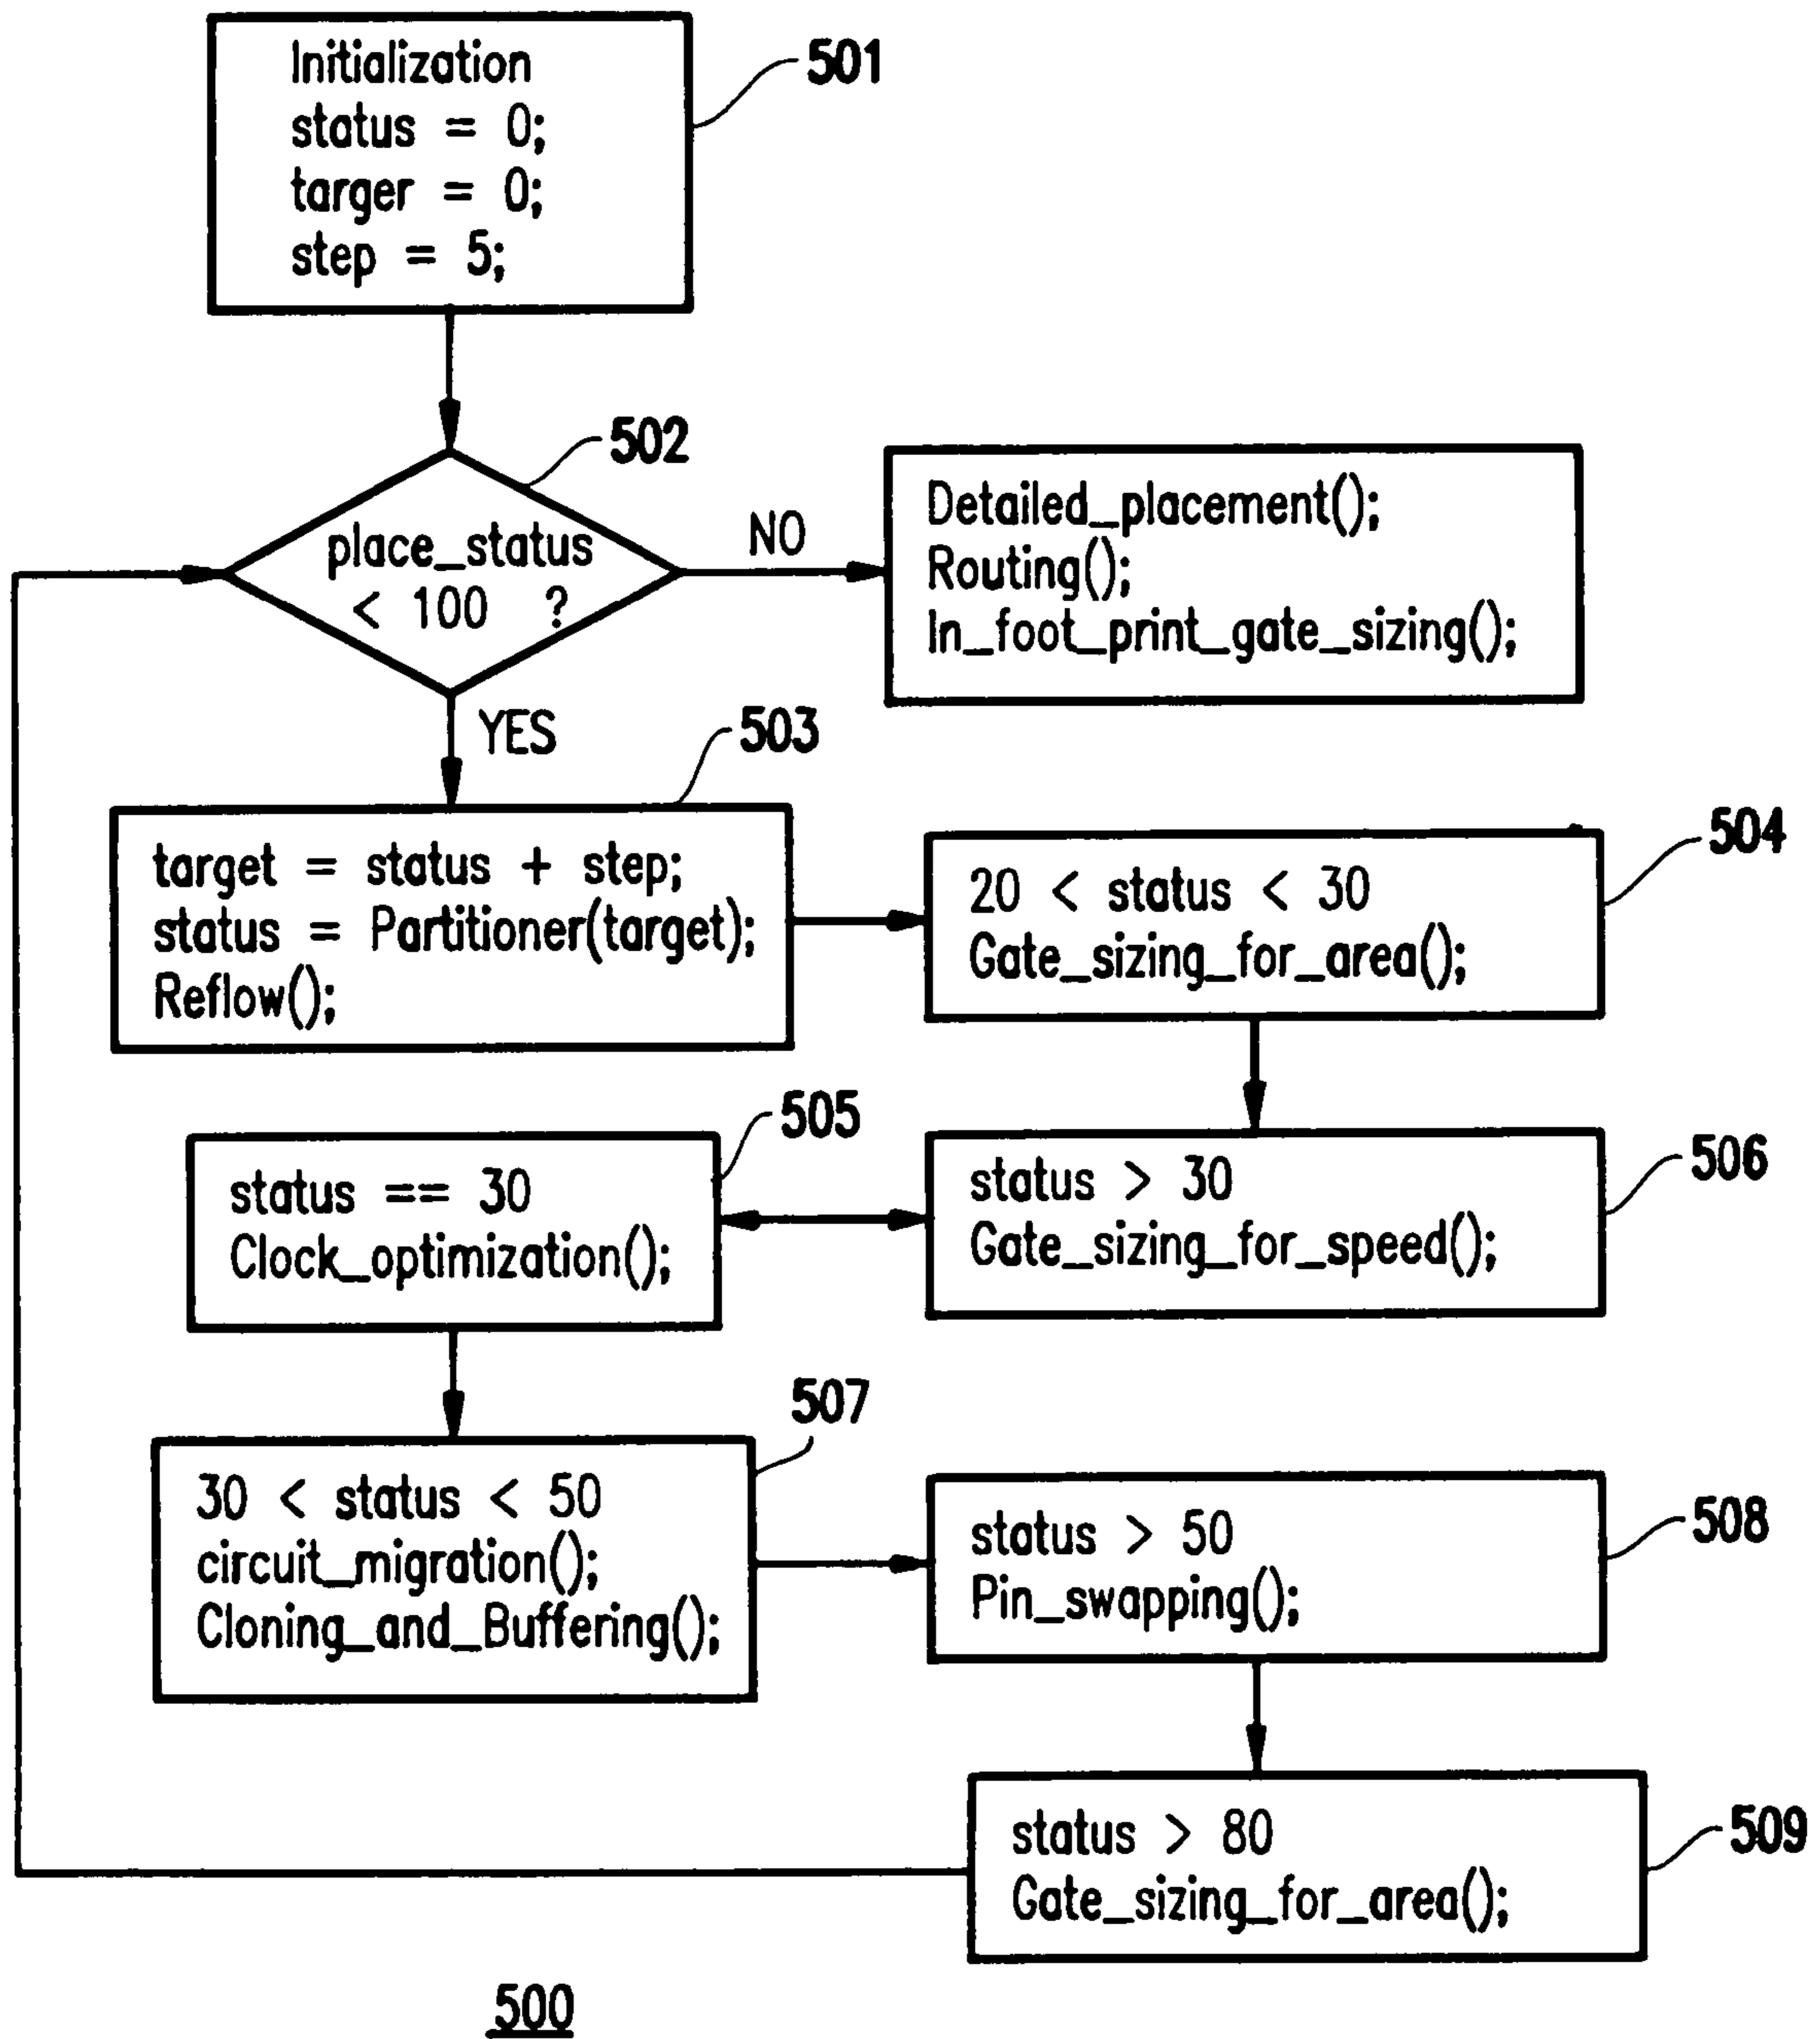 Initialization
status = 0;
targer = 0;
step = 5;
501
502
place_status
< 100 ?
NO
Detailed_placement();
Routing();
In_foot_print_gate_sizing();
YES
503
target = status + step;
status = Partitioner(target);
Reflow();
504
20 < status < 30
Gate_sizing_for_area();
505
status == 30
Clock_optimization();
506
status > 30
Gate_sizing_for_speed();
507
30 < status < 50
circuit_migration();
Cloning_and_Buffering();
508
status > 50
Pin_swapping();
509
status > 80
Gate_sizing_for_area();
500